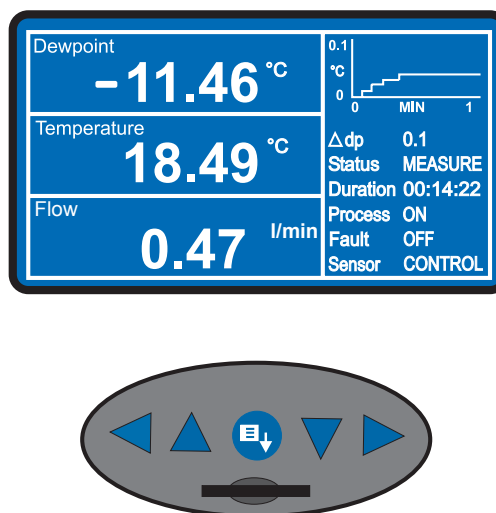 Dewpoint
-11.46 °C
Temperature
18.49 °C
Flow
0.47 l/min
0.1
°C
0
0 MIN 1
△dp 0.1
Status MEASURE
Duration 00:14:22
Process ON
Fault OFF
Sensor CONTROL